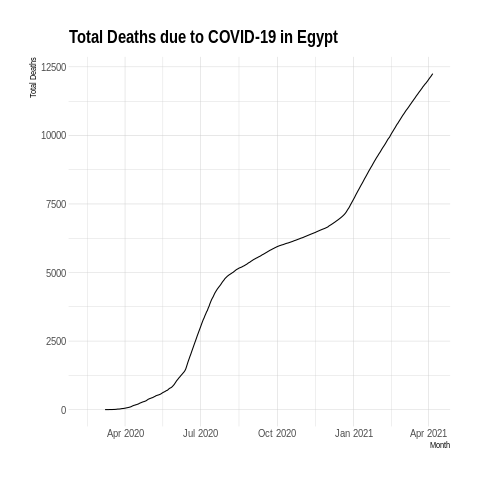 Total Deaths due to COVID-19 in Egypt
Total Deaths
12500
10000
7500
5000
2500
0
Apr 2020 Jul 2020 Oct 2020 Jan 2021 Apr 2021
Month